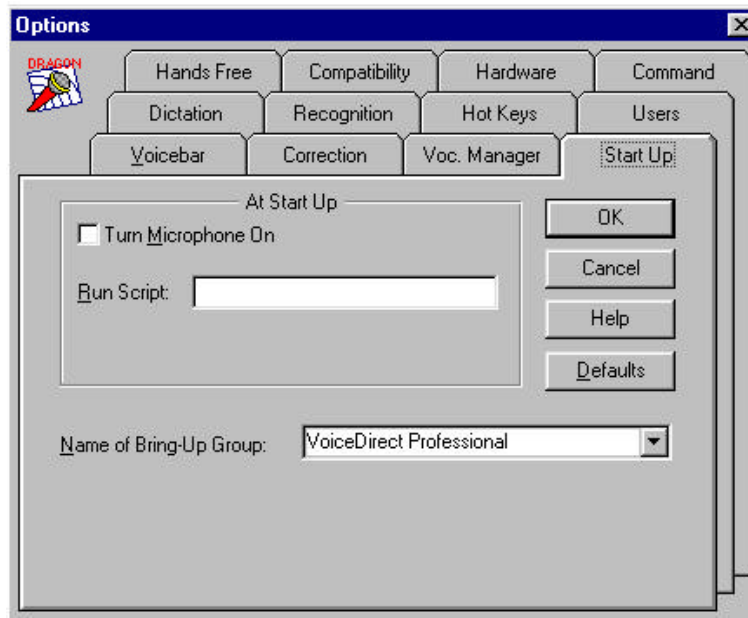 Options
DRAGON
Hands Free Compatibility Hardware Command
Dictation Recognition Hot Keys Users
Voicebar Correction Voc. Manager Start Up
At Start Up
Turn Microphone On
Run Script:
OK
Cancel
Help
Defaults
Name of Bring-Up Group: VoiceDirect Professional